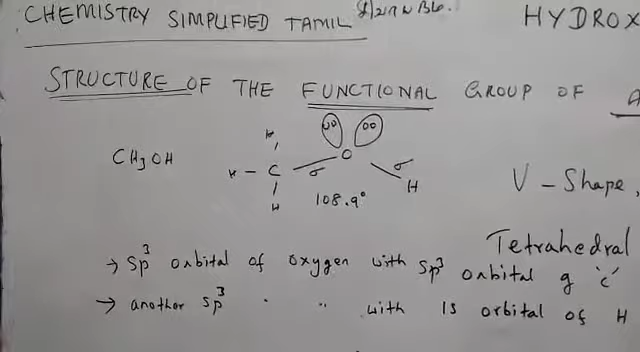 CHEMISTRY SIMPLIFIED TAMIL HYDROX
STRUCTURE OF THE FUNCTIONAL GROUP OF A
CH3OH
H
H - C σ O σ H
H
108.9°
V - Shape,
Tetrahedral
→ Sp3 orbital of oxygen with Sp3 orbital of 'c'
→ another Sp3 " " with 1S orbital of H